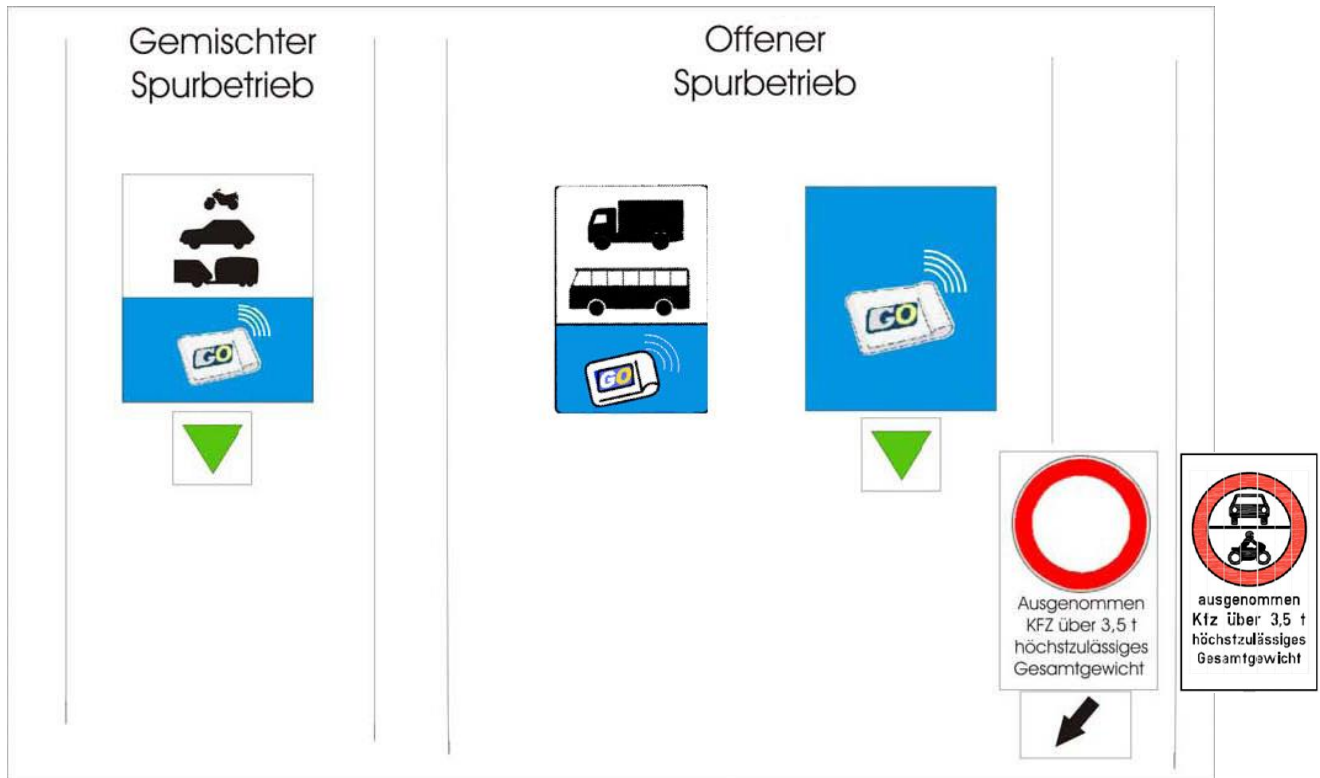 Gemischter
Spurbetrieb
Offener
Spurbetrieb
GO
GO
GO
Ausgenommen
KFZ über 3,5 t
höchstzulässiges
Gesamtgewicht
ausgenommen
Kfz über 3,5 t
höchstzulässiges
Gesamtgewicht